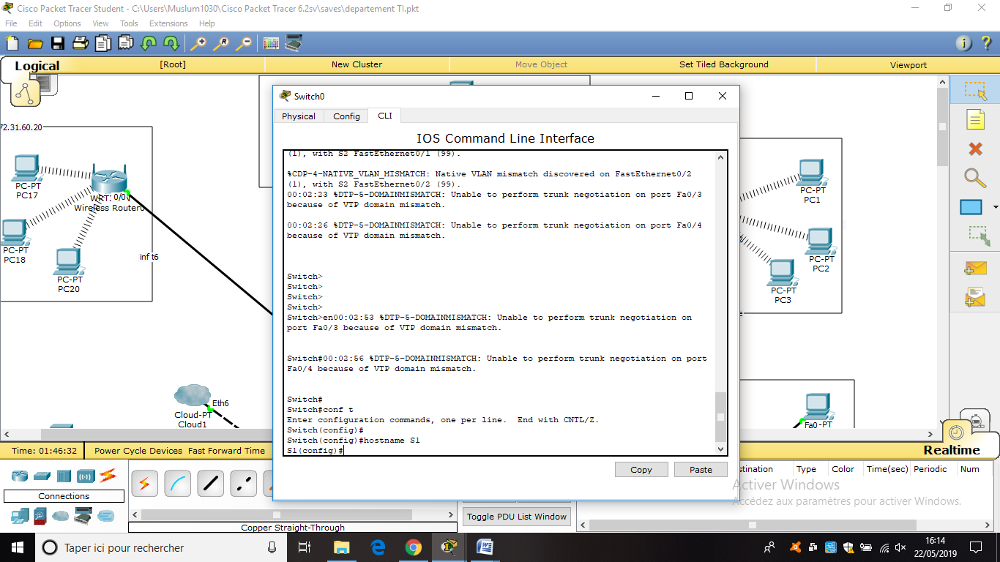 Cisco Packet Tracer Student - C:\Users\Muslum1030\Cisco Packet Tracer 6.2sv\saves\departement TI.pkt
File Edit Options View Tools Extensions Help
Logical [Root] New Cluster Move Object Set Tiled Background Viewport
72.31.60.20
PC-PT
PC17
WRT: 0/0\
Wireless Router0
PC-PT
PC18
PC-PT
PC20
inf t6
Eth6
Cloud-PT
Cloud1
Switch0
Physical Config CLI
IOS Command Line Interface
(1), with S2 FastEthernet0/1 (99).
%CDP-4-NATIVE_VLAN_MISMATCH: Native VLAN mismatch discovered on FastEthernet0/2
(1), with S2 FastEthernet0/2 (99).
00:02:23 %DTP-5-DOMAINMISMATCH: Unable to perform trunk negotiation on port Fa0/3
because of VTP domain mismatch.
00:02:26 %DTP-5-DOMAINMISMATCH: Unable to perform trunk negotiation on port Fa0/4
because of VTP domain mismatch.
Switch>
Switch>
Switch>
Switch>
Switch>en00:02:53 %DTP-5-DOMAINMISMATCH: Unable to perform trunk negotiation on
port Fa0/3 because of VTP domain mismatch.
Switch#00:02:56 %DTP-5-DOMAINMISMATCH: Unable to perform trunk negotiation on port
Fa0/4 because of VTP domain mismatch.
Switch#
Switch#conf t
Enter configuration commands, one per line. End with CNTL/Z.
Switch(config)#
Switch(config)#hostname S1
S1(config)#
Copy Paste
PC-PT
PC1
PC-PT
PC2
PC-PT
PC3
Fa0-PT
Time: 01:46:32 Power Cycle Devices Fast Forward Time Realtime
Connections
Copper Straight-Through
Toggle PDU List Window
stination Type Color Time(sec) Periodic Num
Activer Windows
Accédez aux paramètres pour activer Windows.
Taper ici pour rechercher
16:14
22/05/2019